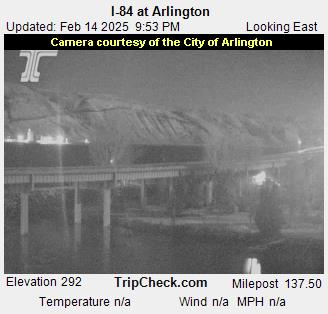 I-84 at Arlington
Updated: Feb 14 2025 9:53 PM Looking East
Camera courtesy of the City of Arlington
Elevation 292 TripCheck.com Milepost 137.50
Temperature n/a Wind n/a MPH n/a